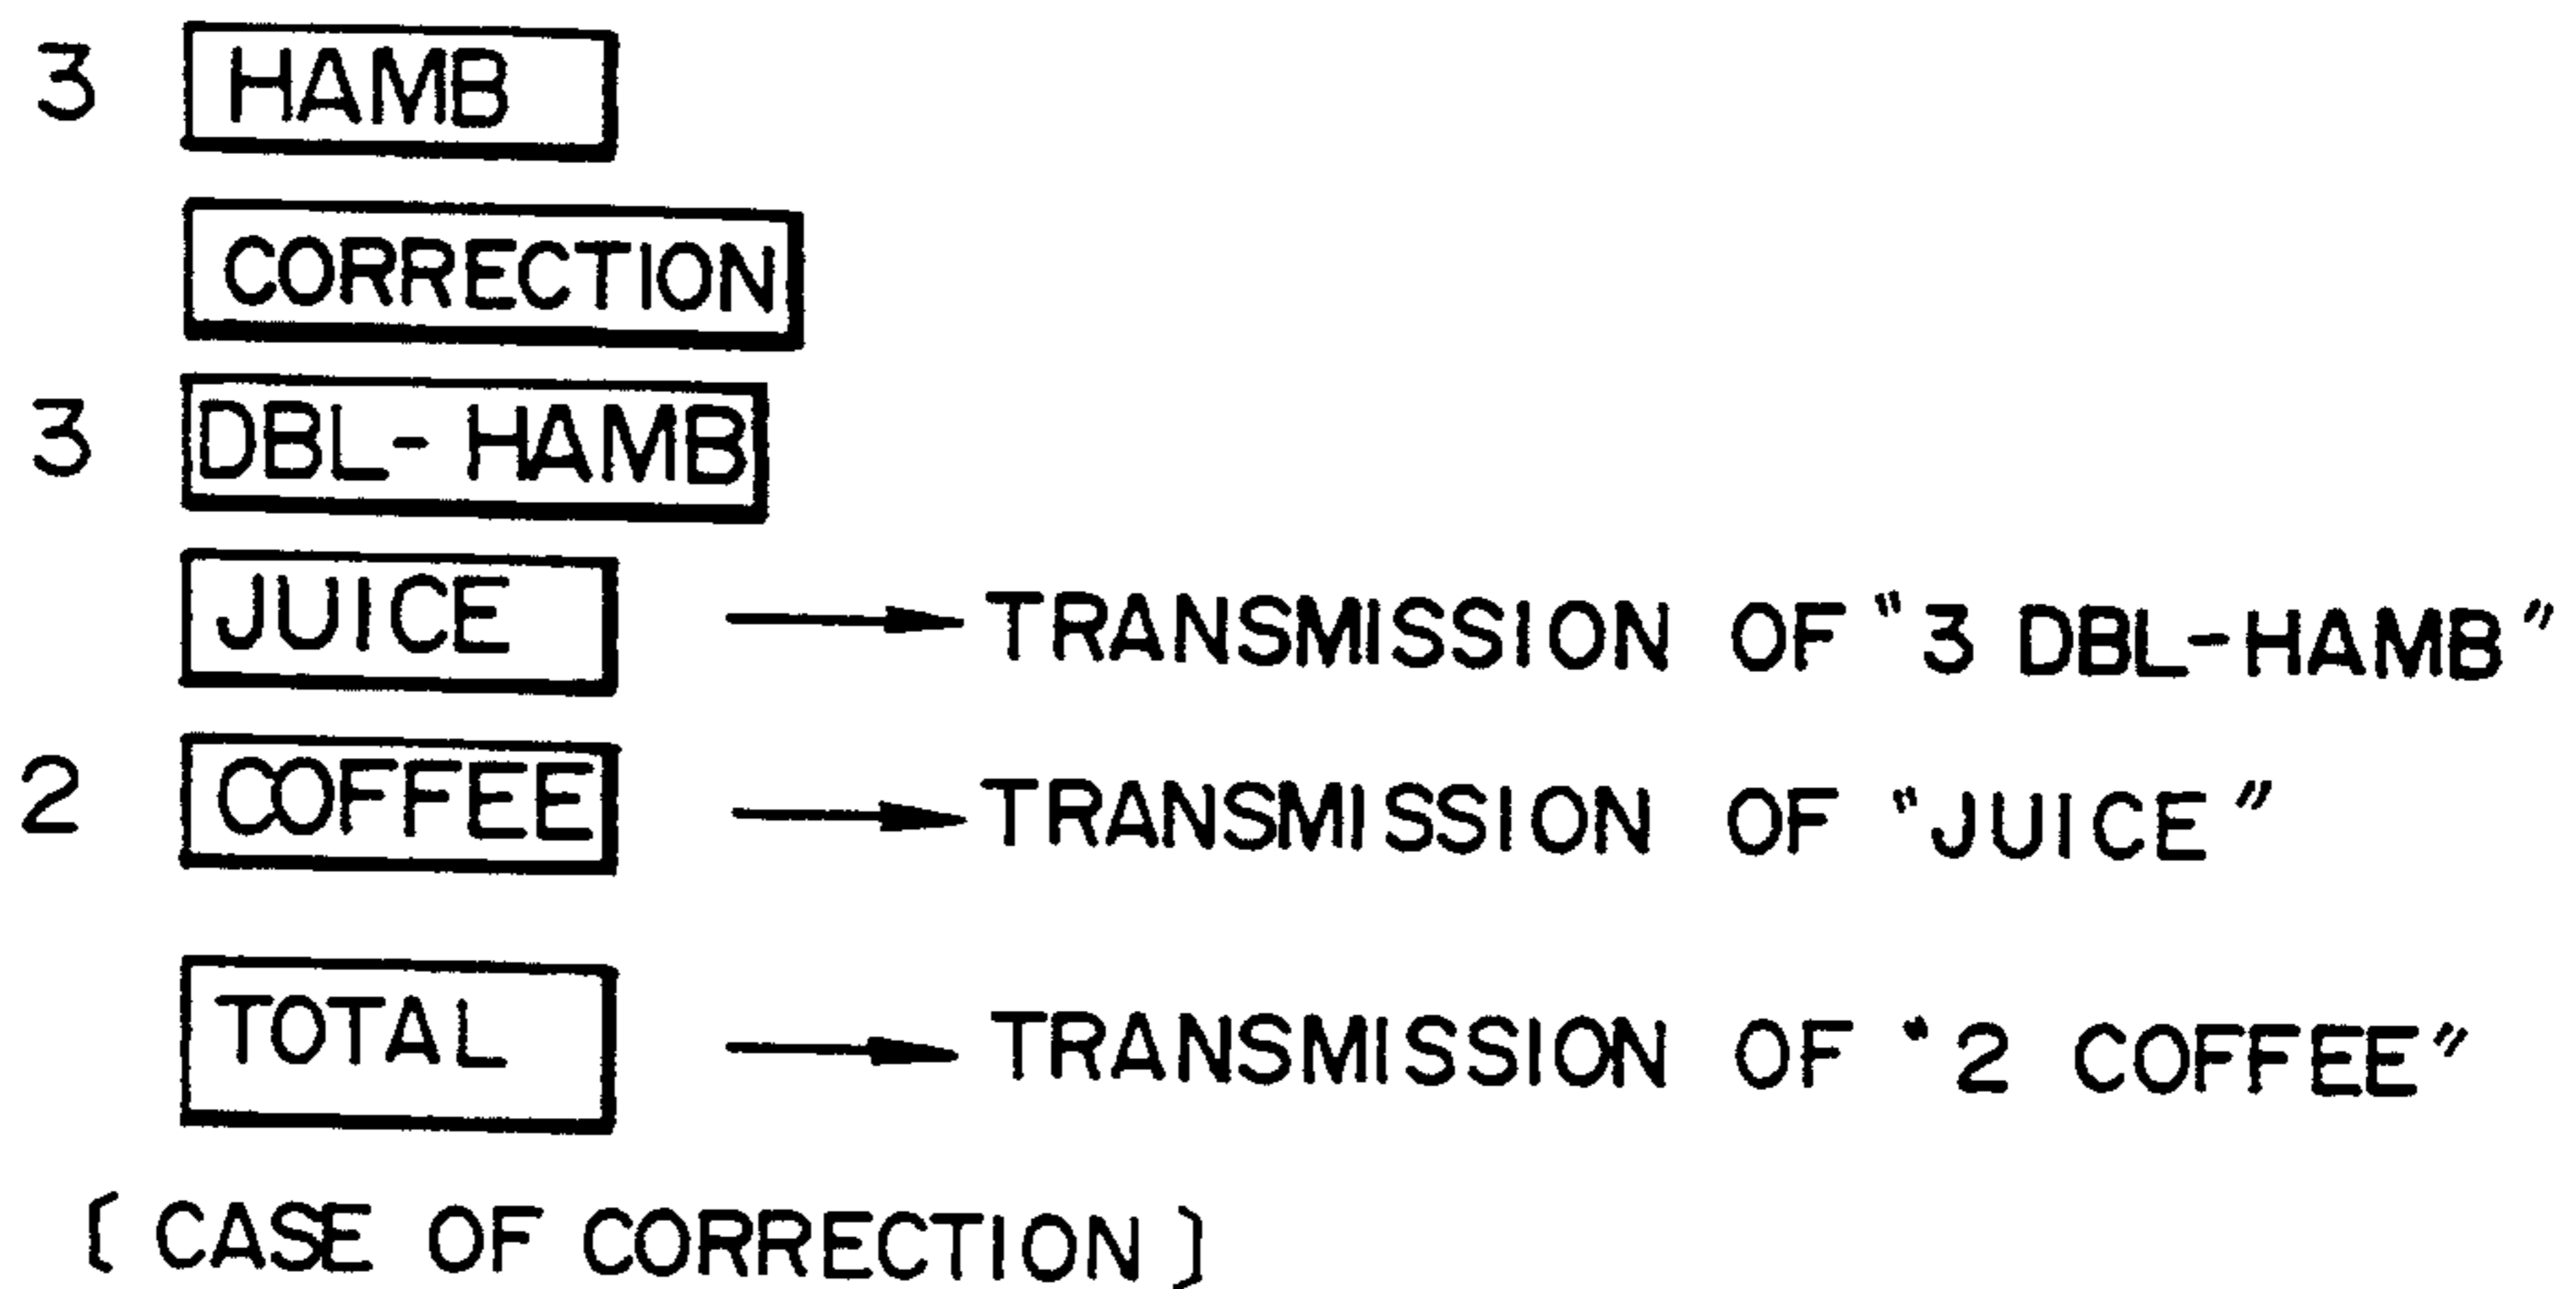 3 HAMB
CORRECTION
3 DBL-HAMB
JUICE → TRANSMISSION OF "3 DBL-HAMB"
2 COFFEE → TRANSMISSION OF "JUICE"
TOTAL → TRANSMISSION OF "2 COFFEE"
[ CASE OF CORRECTION ]